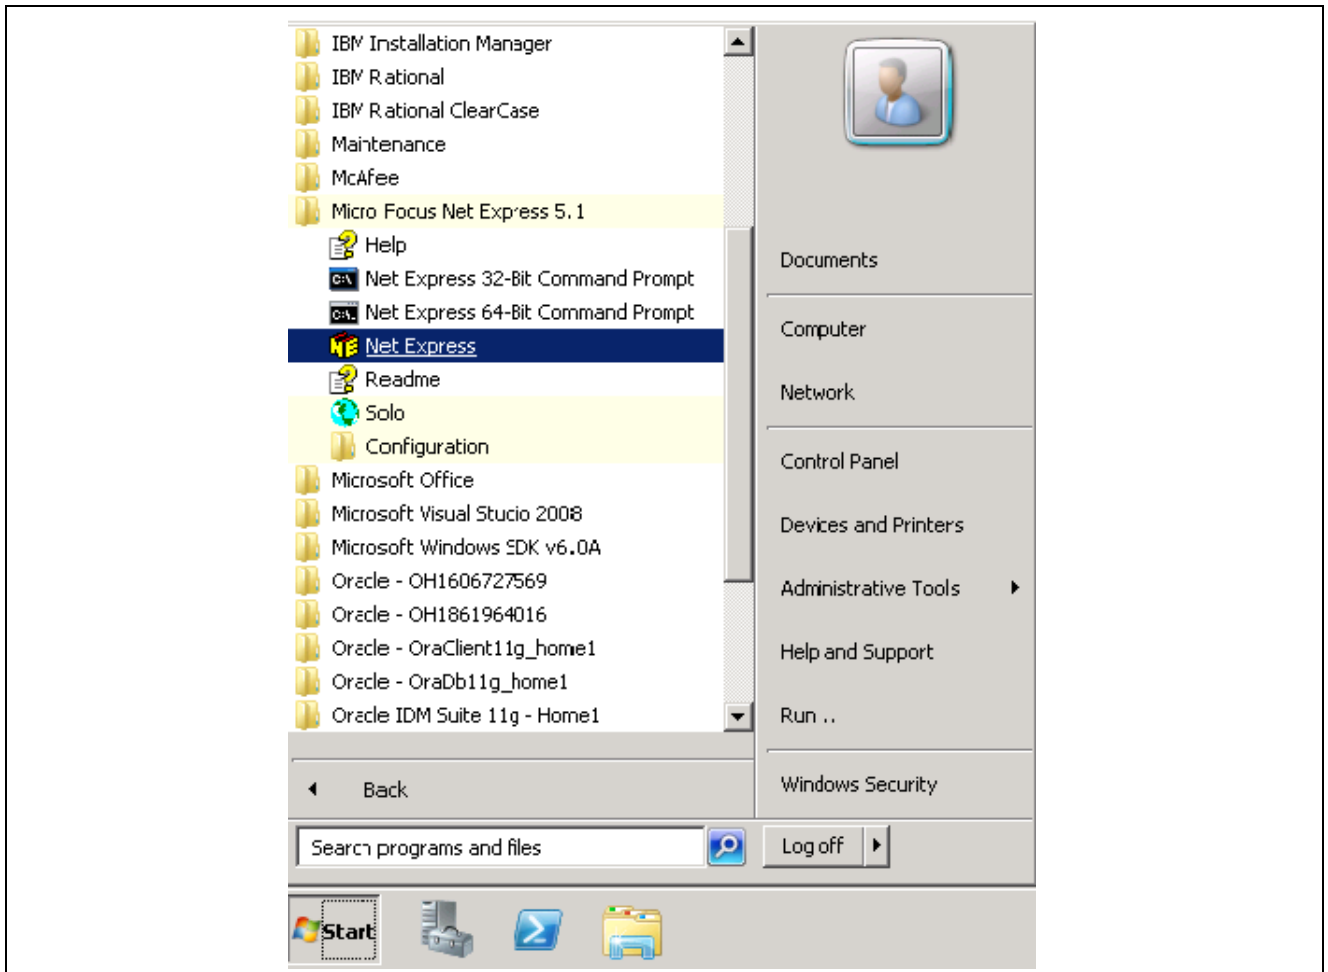 IBM Installation Manager
IBM Rational
IBM Rational ClearCase
Maintenance
McAfee
Micro Focus Net Express 5.1
Help
Net Express 32-Bit Command Prompt
Net Express 64-Bit Command Prompt
Net Express
Readme
Solo
Configuration
Microsoft Office
Microsoft Visual Studio 2008
Microsoft Windows SDK v6.0A
Oracle - OH1606727569
Oracle - OH1861964016
Oracle - OraClient11g_home1
Oracle - OraDb11g_home1
Oracle IDM Suite 11g - Home1
Back
Search programs and files
Documents
Computer
Network
Control Panel
Devices and Printers
Administrative Tools
Help and Support
Run ..
Windows Security
Log off
Start